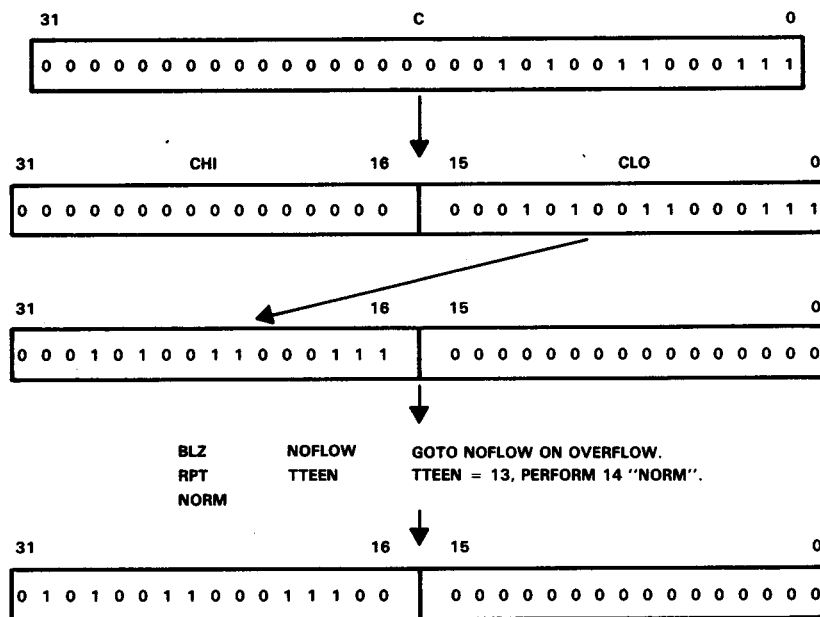 31 C 0
0 0 0 0 0 0 0 0 0 0 0 0 0 0 0 0 0 0 0 1 0 1 0 0 1 1 0 0 0 1 1 1
31 CHI 16 15 CLO 0
0 0 0 0 0 0 0 0 0 0 0 0 0 0 0 0 0 0 0 1 0 1 0 0 1 1 0 0 0 1 1 1
31 16 15 0
0 0 0 1 0 1 0 0 1 1 0 0 0 1 1 1 0 0 0 0 0 0 0 0 0 0 0 0 0 0 0 0
BLZ NOFLOW GOTO NOFLOW ON OVERFLOW.
RPT TTEEN TTEEN = 13, PERFORM 14 "NORM".
NORM
31 16 15 0
0 1 0 1 0 0 1 1 0 0 0 1 1 1 0 0 0 0 0 0 0 0 0 0 0 0 0 0 0 0 0 0